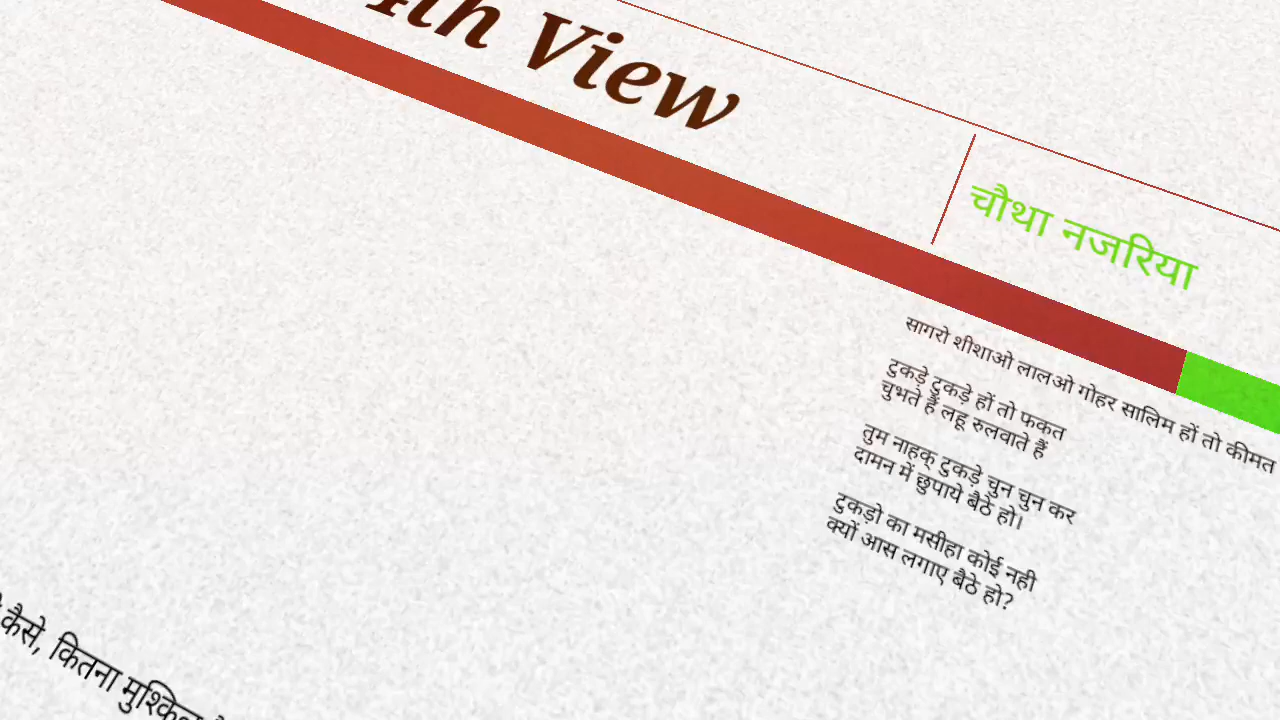 View
चौथा नजरिया
सागरो शीशाओ लालओ गोहर सालिम हों तो कीमत
टुकड़े टुकड़े हों तो फकत
चुभते हैं लहू रुलवाते हैं
तुम नाहक् टुकड़े चुन चुन कर
दामन में छुपाये बैठे हो।
टुकड़ो का मसीहा कोई नही
क्यों आस लगाए बैठे हो?
कैसे, कितना